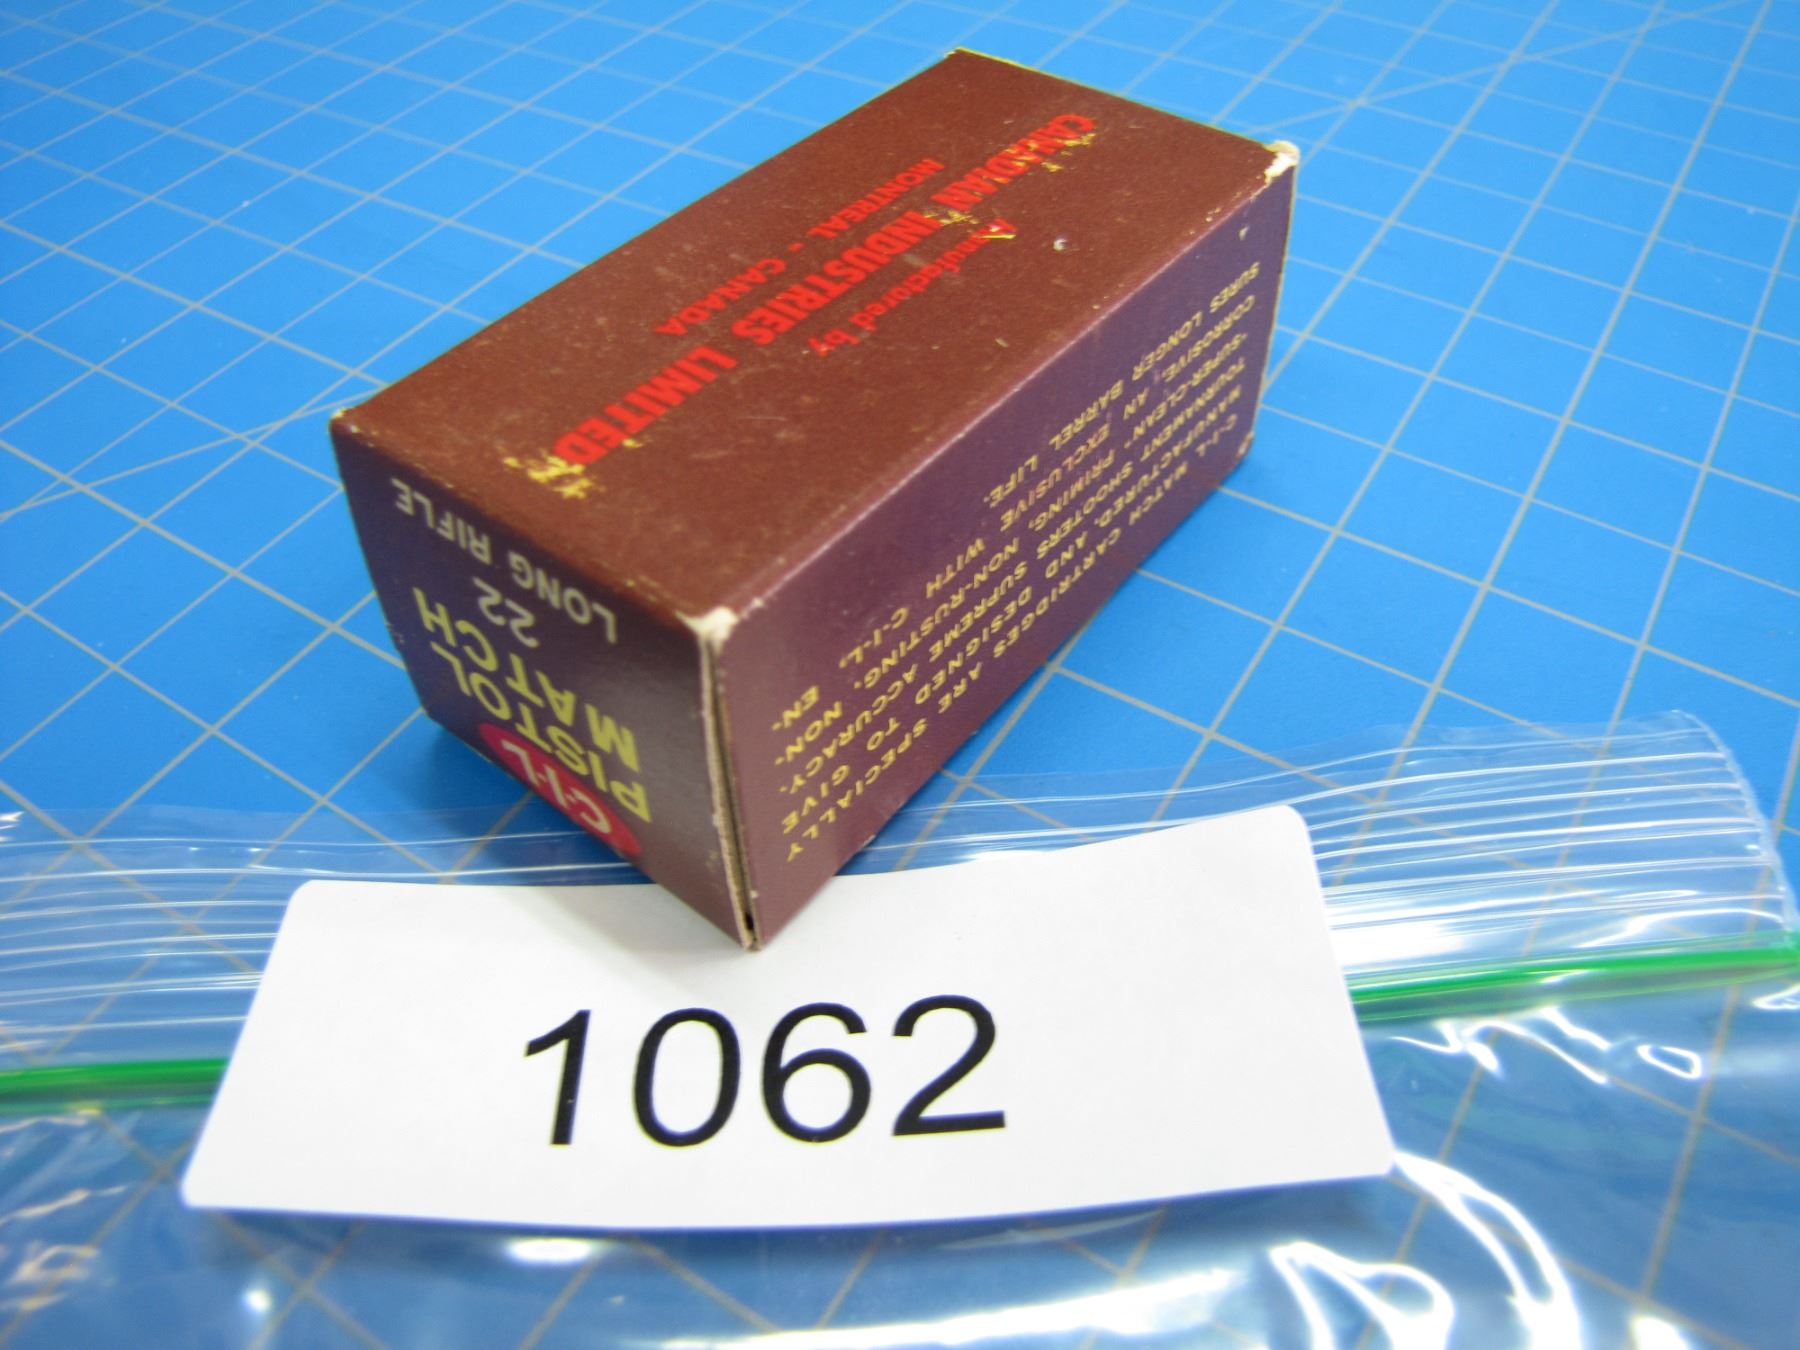 Manufactured by
CANADIAN INDUSTRIES LIMITED
MONTREAL - CANADA
C-I-L
PISTOL
MATCH
22
LONG RIFLE
C-I-L MATCH CARTRIDGES ARE SPECIALLY
MANUFACTURED AND DESIGNED TO GIVE
TOURNAMENT SHOOTERS SUPREME ACCURACY.
"SUPER-CLEAN" PRIMING, NON-RUSTING, NON-
CORROSIVE, AN EXCLUSIVE WITH C-I-L, EN-
SURES LONGER BARREL LIFE.
1062